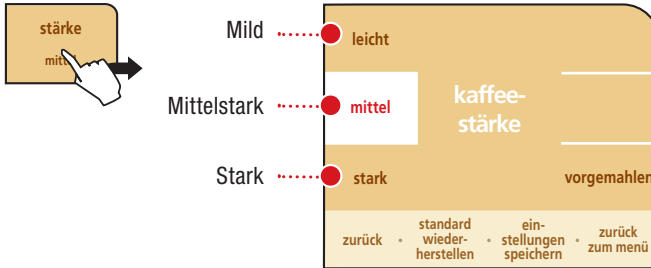 stärke
mittel
Mild
leicht
Mittelstark
mittel
kaffee-
stärke
Stark
stark
vorgemahlen
zurück
standard
wieder-
herstellen
ein-
stellungen
speichern
zurück
zum menü